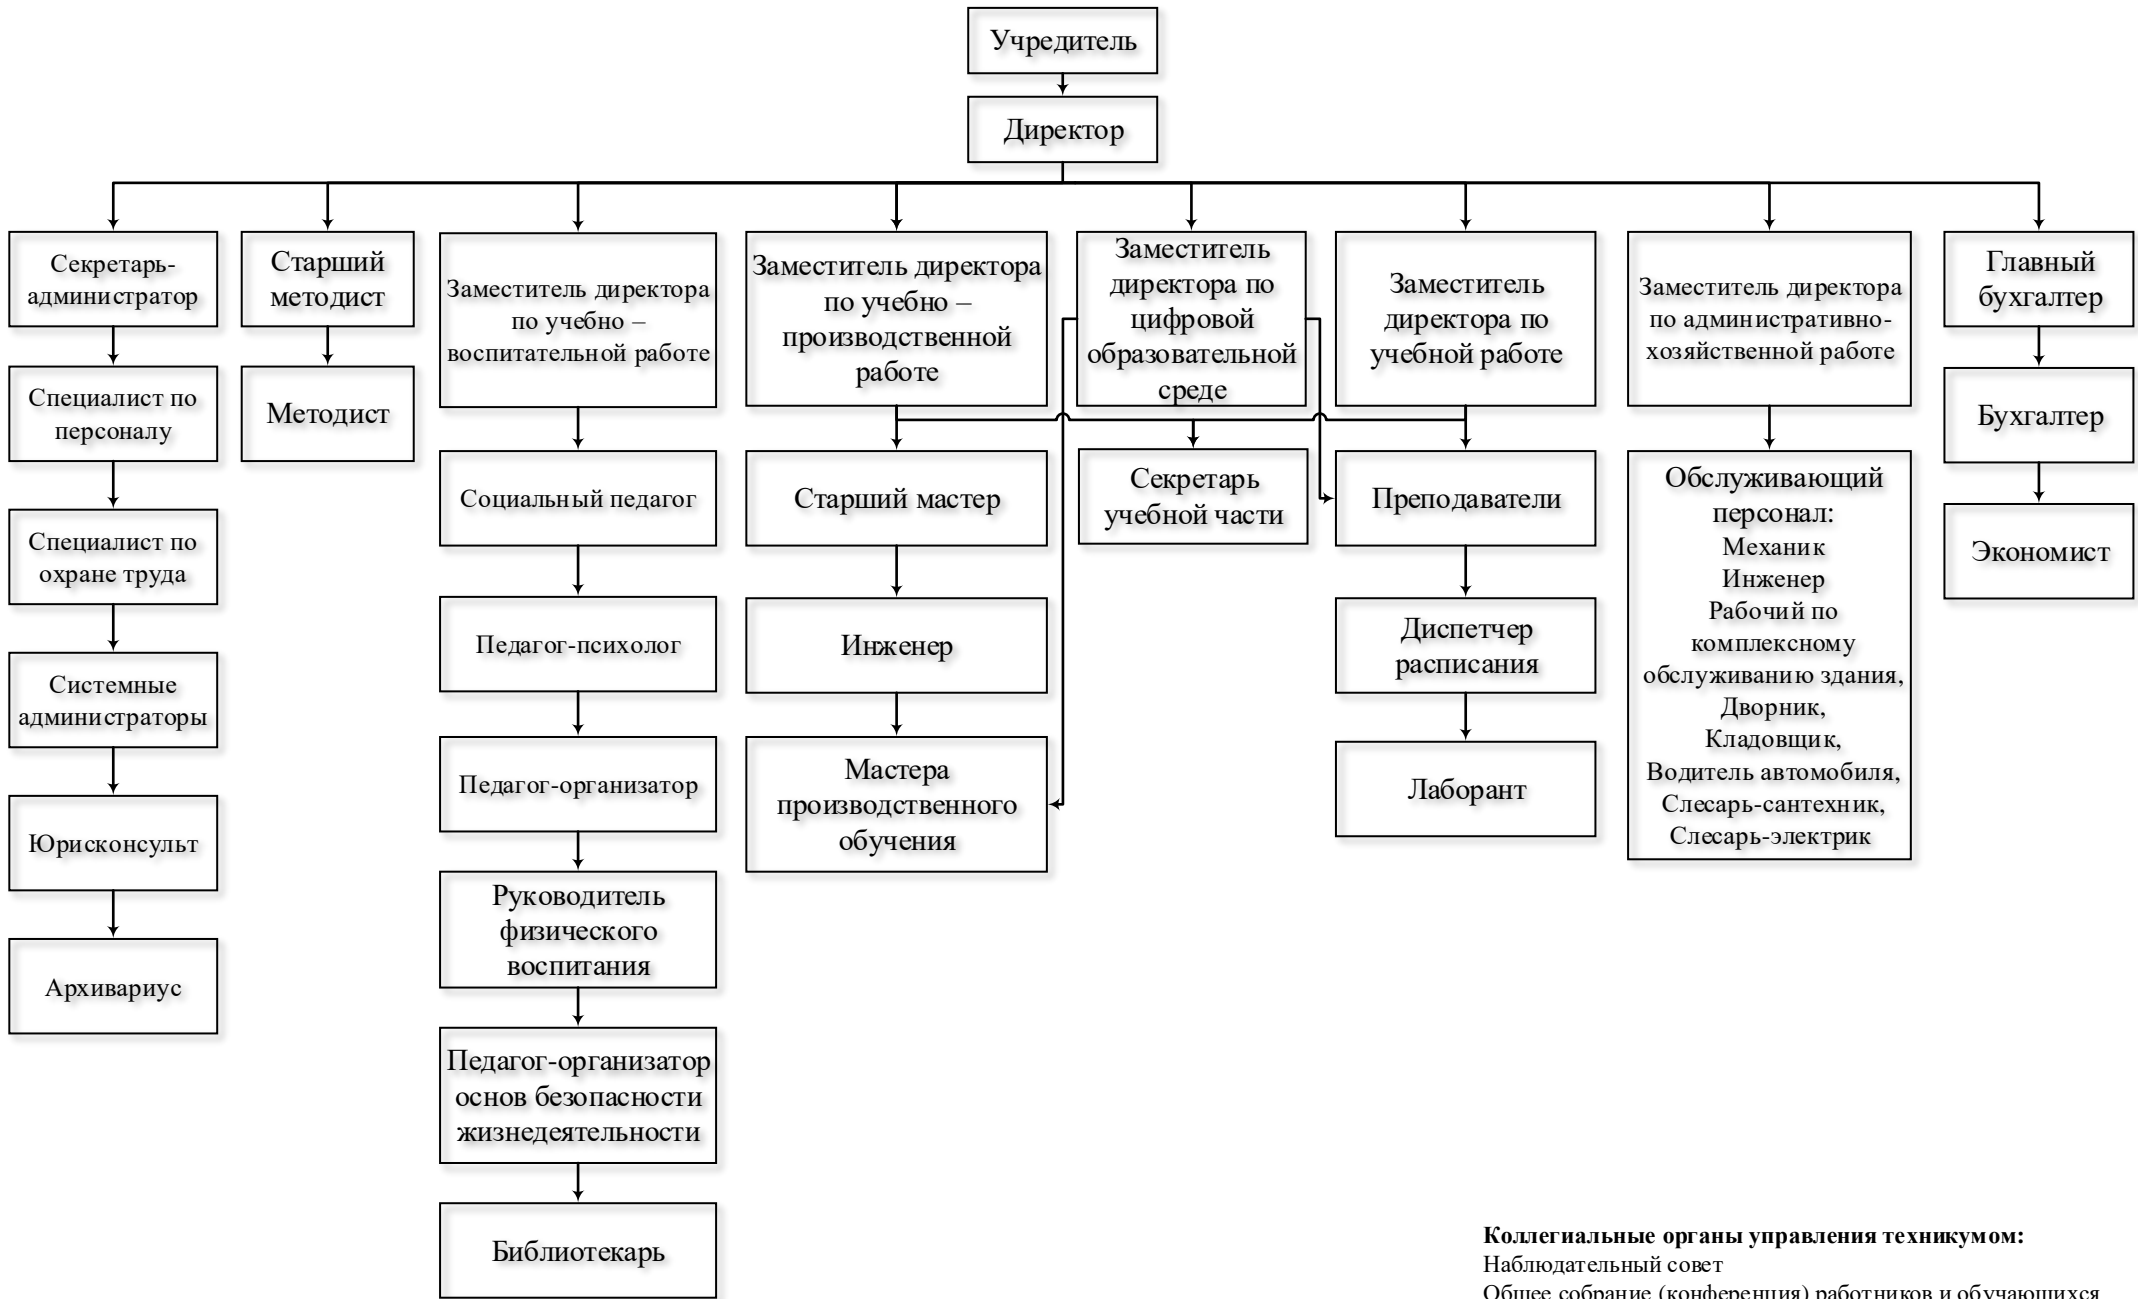 Учредитель
Директор
Секретарь-
администратор
Специалист по
персоналу
Специалист по
охране труда
Системные
администраторы
Юрисконсульт
Архивариус
Старший
методист
Методист
Заместитель директора
по учебно –
воспитательной работе
Социальный педагог
Педагог-психолог
Педагог-организатор
Руководитель
физического
воспитания
Педагог-организатор
основ безопасности
жизнедеятельности
Библиотекарь
Заместитель директора
по учебно –
производственной
работе
Старший мастер
Инженер
Мастера
производственного
обучения
Заместитель
директора по
цифровой
образовательной
среде
Секретарь
учебной части
Заместитель
директора по
учебной работе
Преподаватели
Диспетчер
расписания
Лаборант
Заместитель директора
по административно-
хозяйственной работе
Обслуживающий
персонал:
Механик
Инженер
Рабочий по
комплексному
обслуживанию здания,
Дворник,
Кладовщик,
Водитель автомобиля,
Слесарь-сантехник,
Слесарь-электрик
Главный
бухгалтер
Бухгалтер
Экономист
Коллегиальные органы управления техникумом:
Наблюдательный совет
Общее собрание (конференция) работников и обучающихся